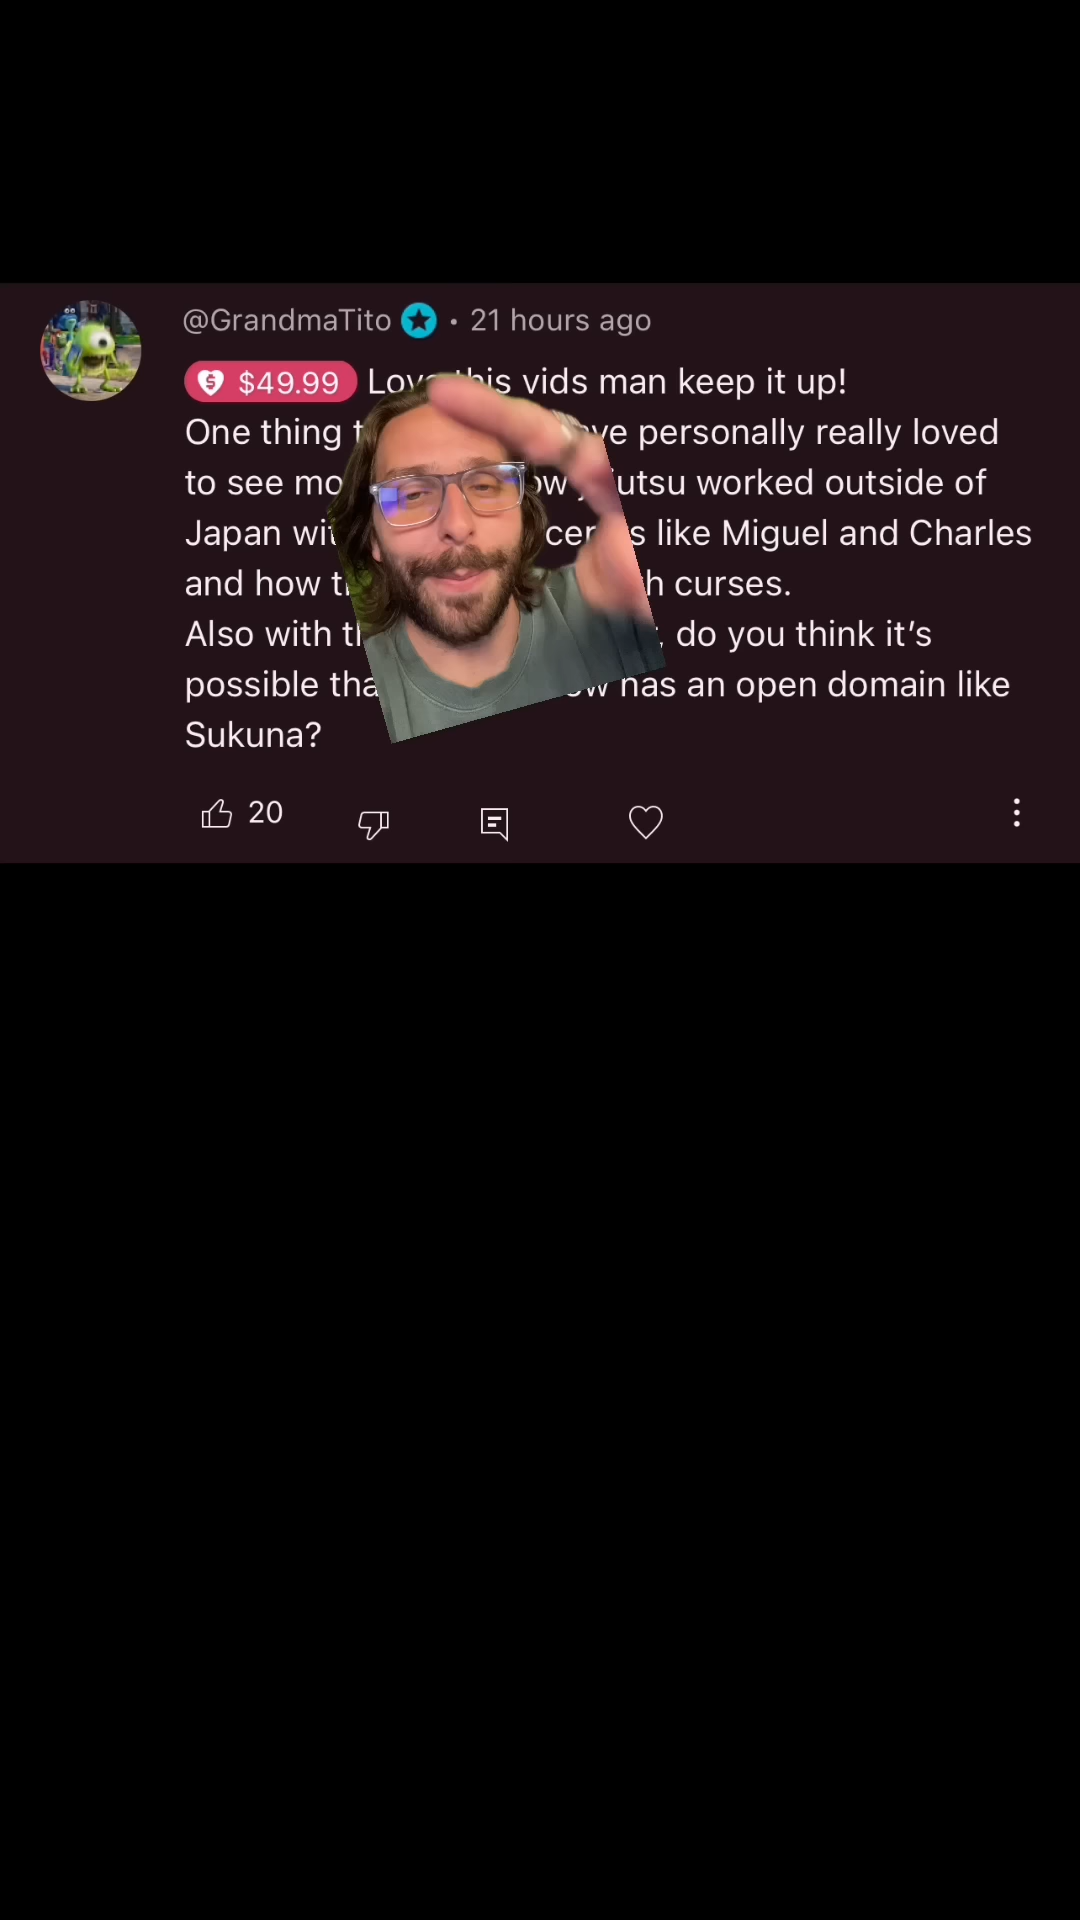 @GrandmaTito • 21 hours ago
$49.99 Love this vids man keep it up!
One thing personally really loved
to see jutsu worked outside of
Japan like Miguel and Charles
and how curses.
Also with do you think it's
possible has an open domain like
Sukuna?
20